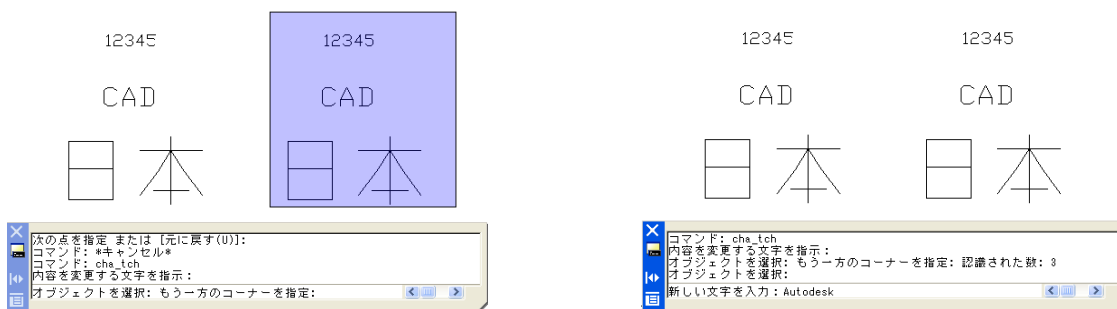 12345
12345
CAD
CAD
日本
日本
次の点を指定 または [元に戻す(U)]:
コマンド: *キャンセル*
コマンド: cha_tch
内容を変更する文字を指示:
オブジェクトを選択: もう一方のコーナーを指定:
12345
12345
CAD
CAD
日本
日本
コマンド: cha_tch
内容を変更する文字を指示:
オブジェクトを選択: もう一方のコーナーを指定: 認識された数: 3
オブジェクトを選択:
新しい文字を入力:Autodesk